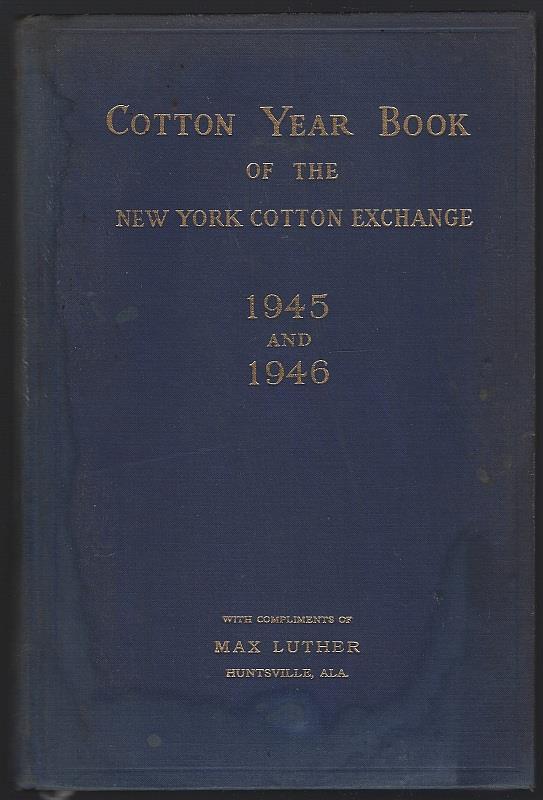 COTTON YEAR BOOK
OF THE
NEW YORK COTTON EXCHANGE
1945
AND
1946
WITH COMPLIMENTS OF
MAX LUTHER
HUNTSVILLE, ALA.